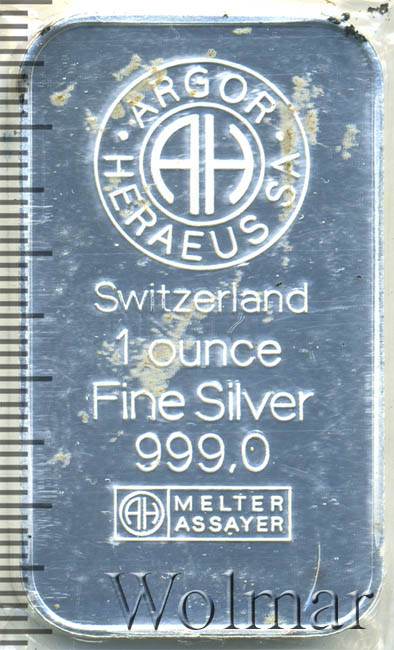 ARGOR · HERAEUS SA ·
AH
Switzerland
1 ounce
Fine Silver
999,0
AH MELTER
ASSAYER
Wolmar